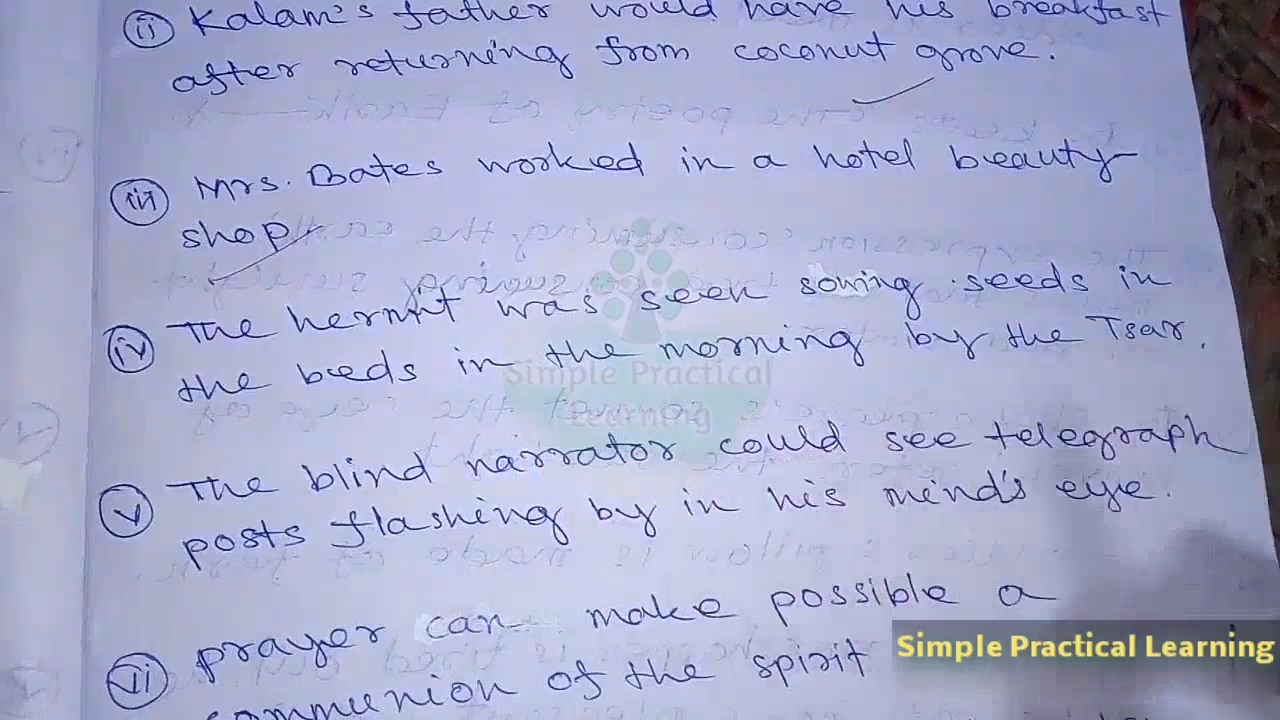 ii Kalam's father would have his breakfast
after returning from coconut grove.
iii Mrs. Bates worked in a hotel beauty
shop
iv The hermit was seen sowing seeds in
the beds in the morning by the Tsar.
v The blind narrator could see telegraph
posts flashing by in his mind's eye.
vi prayer can make possible a
communion of the spirit
Simple Practical
Learning
Simple Practical Learning